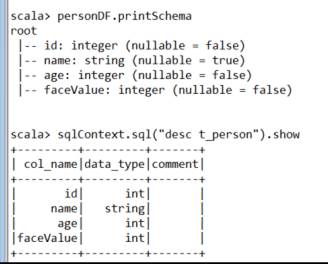 scala> personDF.printSchema
root
 |-- id: integer (nullable = false)
 |-- name: string (nullable = true)
 |-- age: integer (nullable = false)
 |-- faceValue: integer (nullable = false)
scala> sqlContext.sql("desc t_person").show
+---------+---------+-------+
| col_name|data_type|comment|
+---------+---------+-------+
|       id|      int|       |
|     name|   string|       |
|      age|      int|       |
|faceValue|      int|       |
+---------+---------+-------+